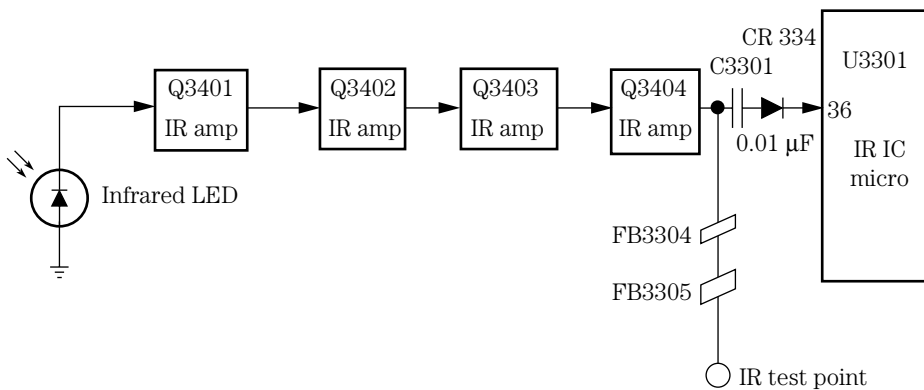 CR 334
C3301
U3301
Q3401
IR amp
Q3402
IR amp
Q3403
IR amp
Q3404
IR amp
36
0.01 µF
IR IC
micro
Infrared LED
FB3304
FB3305
IR test point